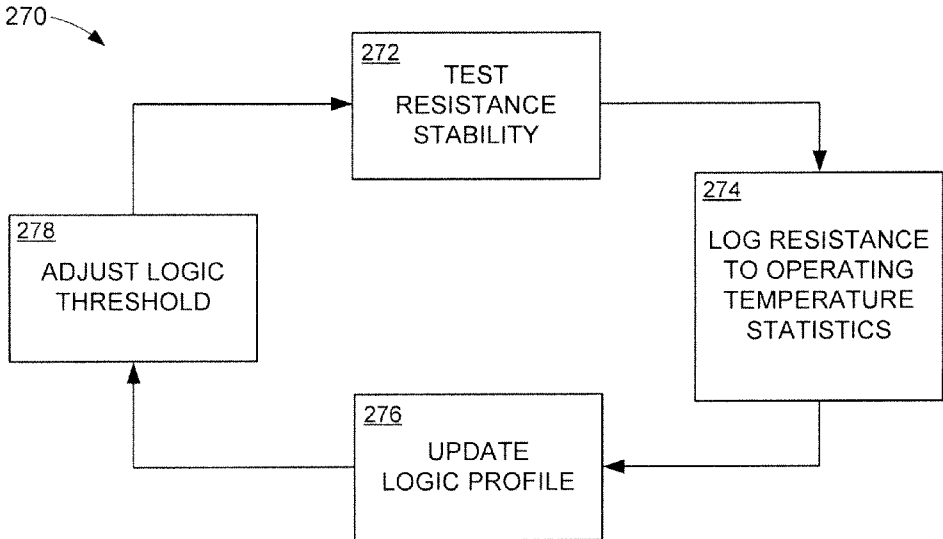 270
272
TEST
RESISTANCE
STABILITY
274
LOG RESISTANCE
TO OPERATING
TEMPERATURE
STATISTICS
278
ADJUST LOGIC
THRESHOLD
276
UPDATE
LOGIC PROFILE